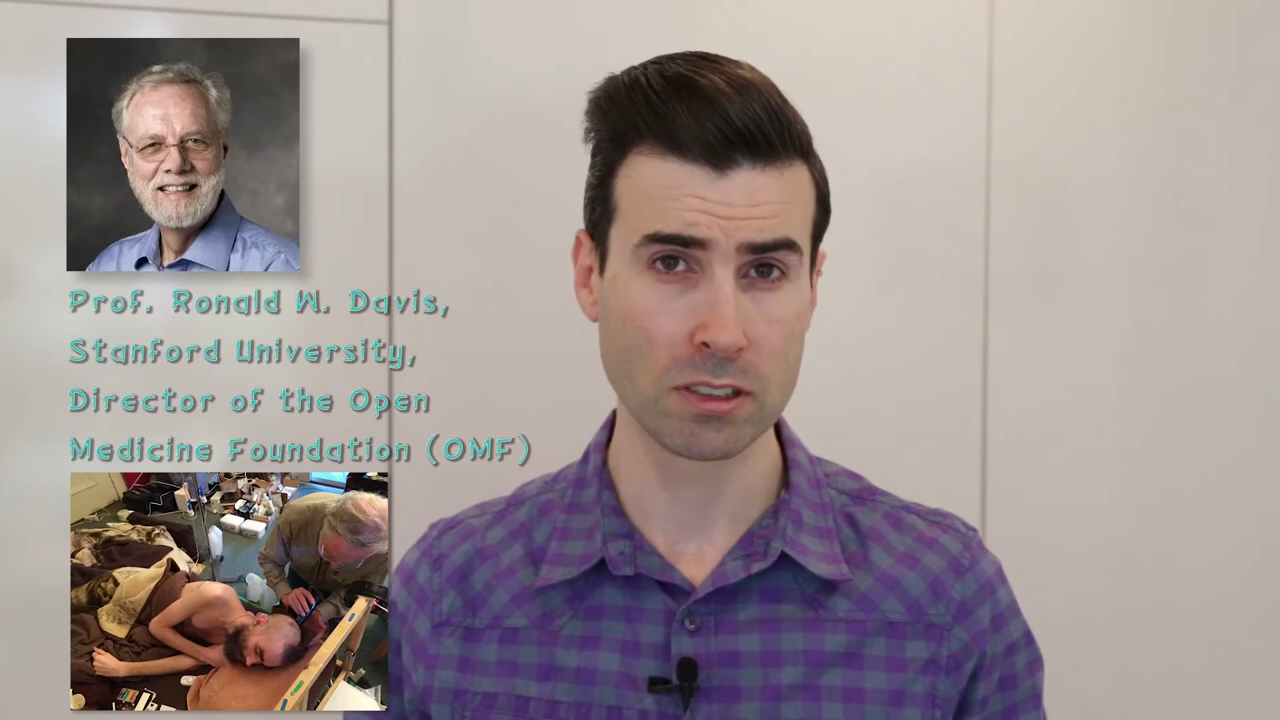 Prof. Ronald W. Davis,
Stanford University,
Director of the Open
Medicine Foundation (OMF)